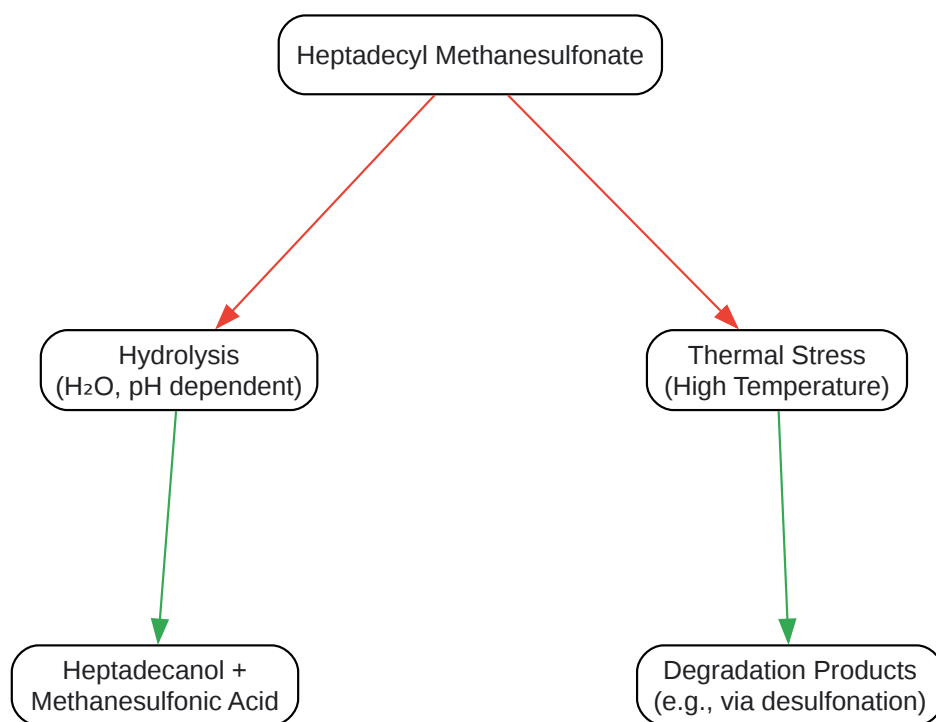 Heptadecyl Methanesulfonate
Hydrolysis
(H₂O, pH dependent)
Thermal Stress
(High Temperature)
Heptadecanol +
Methanesulfonic Acid
Degradation Products
(e.g., via desulfonation)